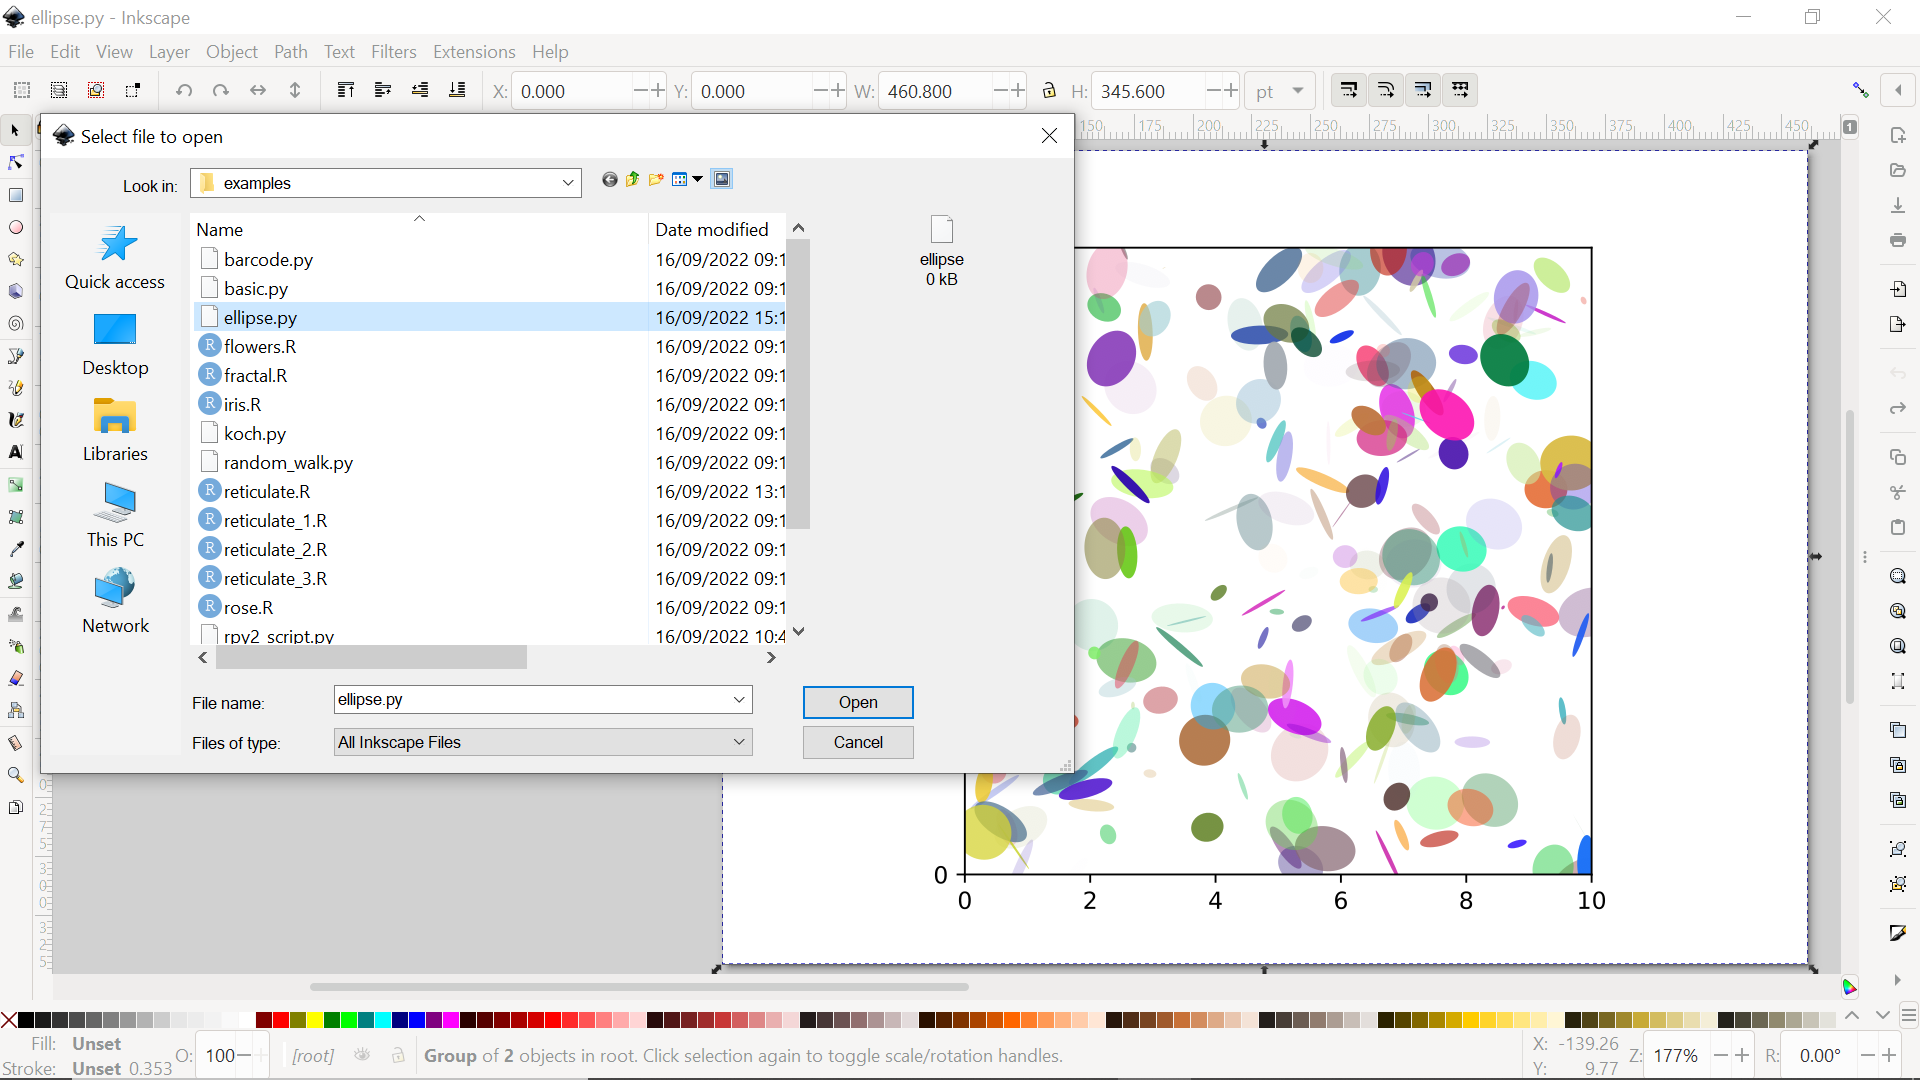 ellipse.py - Inkscape
File Edit View Layer Object Path Text Filters Extensions Help
X: 0.000 Y: 0.000 W: 460.800 H: 345.600 pt
150 175 200 225 250 275 300 325 350 375 400 425 450 1
Select file to open
Look in: examples
Name Date modified
barcode.py 16/09/2022 09:1
basic.py 16/09/2022 09:1
ellipse.py 16/09/2022 15:1
flowers.R 16/09/2022 09:1
fractal.R 16/09/2022 09:1
iris.R 16/09/2022 09:1
koch.py 16/09/2022 09:1
random_walk.py 16/09/2022 09:1
reticulate.R 16/09/2022 13:1
reticulate_1.R 16/09/2022 09:1
reticulate_2.R 16/09/2022 09:1
reticulate_3.R 16/09/2022 09:1
rose.R 16/09/2022 09:1
rpy2_script.py 16/09/2022 10:4
Quick access
Desktop
Libraries
This PC
Network
ellipse
0 kB
File name: ellipse.py Open
Files of type: All Inkscape Files Cancel
0
0 2 4 6 8 10
Fill: Unset
Stroke: Unset 0.353
O: 100
[root]
Group of 2 objects in root. Click selection again to toggle scale/rotation handles.
X: -139.26
Y: 9.77
Z: 177%
R: 0.00°